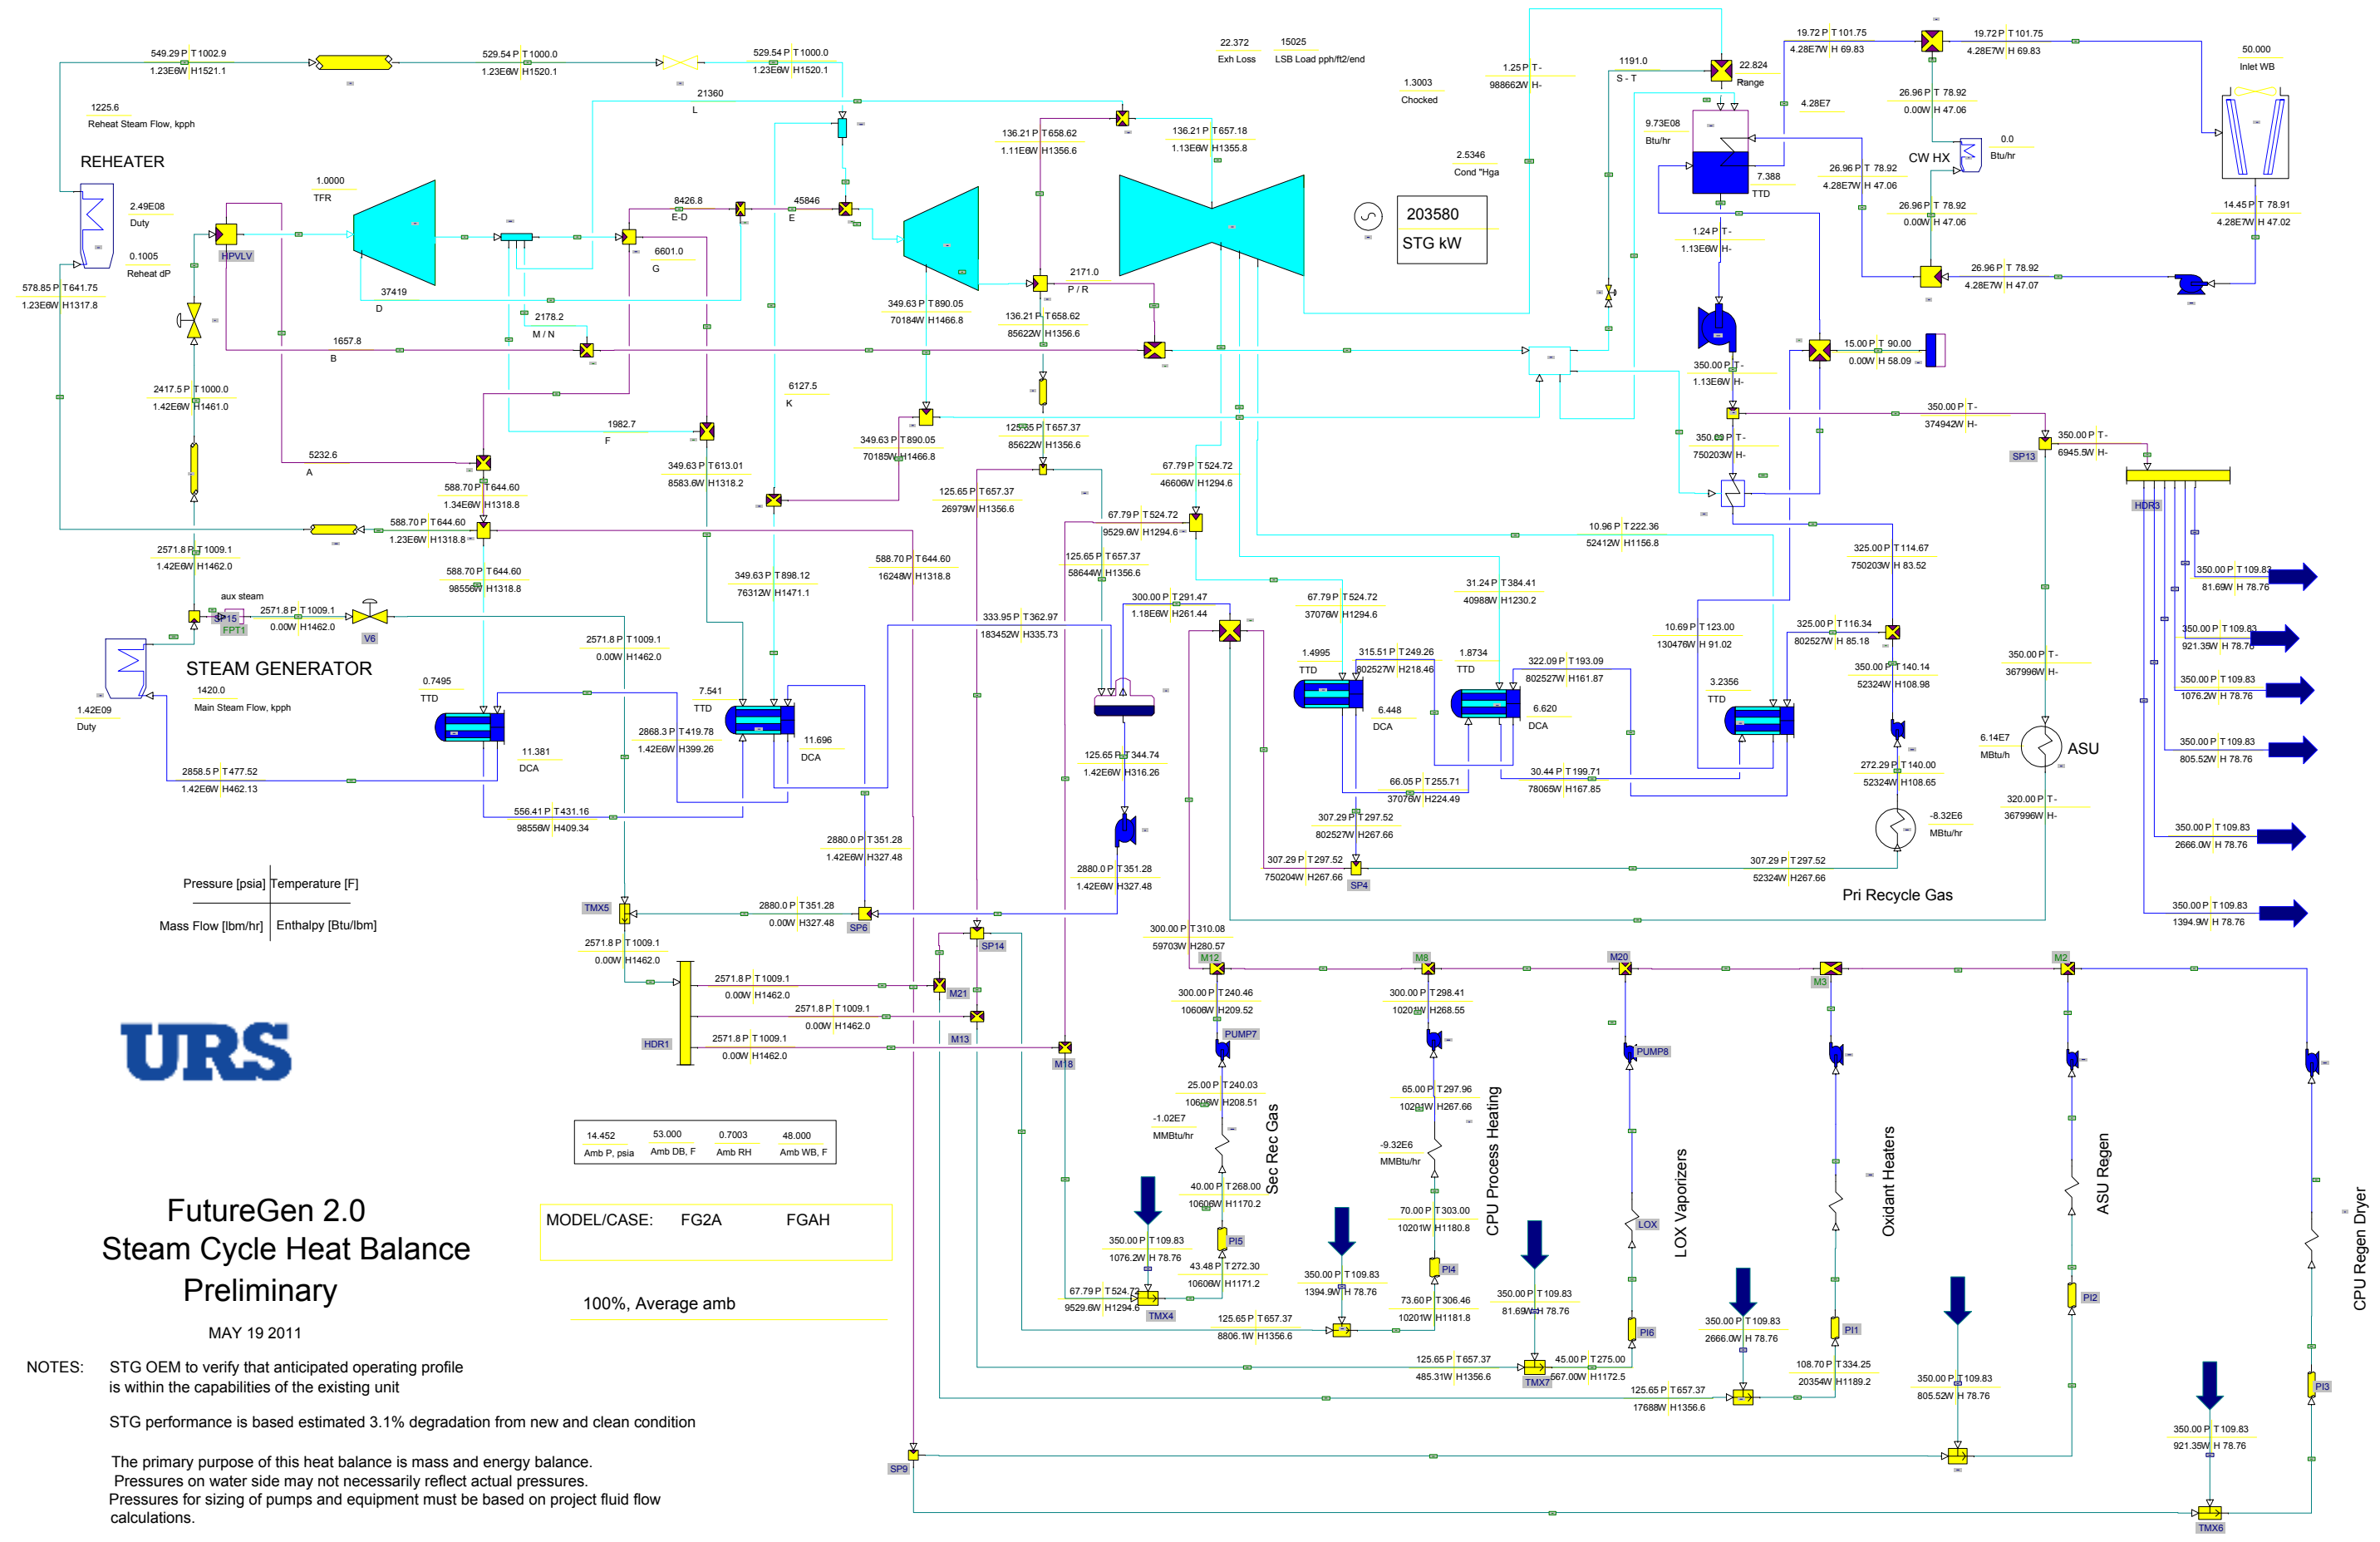 549.29 P T 1002.9
1.23E6W H1521.1
529.54 P T 1000.0
1.23E6W H1520.1
529.54 P T 1000.0
1.23E6W H1520.1
22.372
Exh Loss
15025
LSB Load pph/ft2/end
1.3003
Chocked
1.25 P T -
988662W H-
1191.0
S - T
22.824
Range
19.72 P T 101.75
4.28E7W H 69.83
19.72 P T 101.75
4.28E7W H 69.83
50.000
Inlet WB
1225.6
Reheat Steam Flow, kpph
21360
L
REHEATER
2.49E08
Duty
0.1005
Reheat dP
1.0000
TFR
8426.8
E-D
45846
E
136.21 P T 658.62
1.11E6W H1356.6
136.21 P T 657.18
1.13E6W H1355.8
2.5346
Cond "Hga
203580
STG kW
9.73E08
Btu/hr
4.28E7
26.96 P T 78.92
0.00W H 47.06
CW HX
0.0
Btu/hr
7.388
TTD
26.96 P T 78.92
4.28E7W H 47.06
26.96 P T 78.92
0.00W H 47.06
14.45 P T 78.91
4.28E7W H 47.02
HPVLV
6601.0
G
578.85 P T 641.75
1.23E6W H1317.8
37419
D
2178.2
M / N
349.63 P T 890.05
70184W H1466.8
2171.0
P / R
136.21 P T 658.62
85622W H1356.6
1.24 P T -
1.13E6W H-
26.96 P T 78.92
4.28E7W H 47.07
1657.8
B
15.00 P T 90.00
0.00W H 58.09
350.00 P T -
1.13E6W H-
2417.5 P T 1000.0
1.42E6W H1461.0
6127.5
K
1982.7
F
349.63 P T 890.05
70185W H1466.8
125.65 P T 657.37
85622W H1356.6
350.00 P T -
374942W H-
350.00 P T -
750203W H-
350.00 P T -
6945.5W H-
SP13
5232.6
A
588.70 P T 644.60
1.34E6W H1318.8
349.63 P T 613.01
8583.6W H1318.2
125.65 P T 657.37
26979W H1356.6
67.79 P T 524.72
46606W H1294.6
HDR3
588.70 P T 644.60
1.23E6W H1318.8
67.79 P T 524.72
9529.6W H1294.6
10.96 P T 222.36
52412W H1156.8
2571.8 P T 1009.1
1.42E6W H1462.0
588.70 P T 644.60
98556W H1318.8
349.63 P T 898.12
76312W H1471.1
588.70 P T 644.60
16248W H1318.8
125.65 P T 657.37
58644W H1356.6
325.00 P T 114.67
750203W H 83.52
350.00 P T 109.83
81.69W H 78.76
aux steam
2571.8 P T 1009.1
0.00W H1462.0
SP15
FPT1
V6
333.95 P T 362.97
183452W H335.73
300.00 P T 291.47
1.18E6W H261.44
67.79 P T 524.72
37076W H1294.6
31.24 P T 384.41
40988W H1230.2
10.69 P T 123.00
130476W H 91.02
325.00 P T 116.34
802527W H 85.18
350.00 P T 109.83
921.35W H 78.76
2571.8 P T 1009.1
0.00W H1462.0
STEAM GENERATOR
1420.0
Main Steam Flow, kpph
1.42E09
Duty
0.7495
TTD
7.541
TTD
1.4995
TTD
315.51 P T 249.26
802527W H218.46
1.8734
TTD
322.09 P T 193.09
802527W H161.87
3.2356
TTD
350.00 P T 140.14
52324W H108.98
350.00 P T -
367996W H-
350.00 P T 109.83
1076.2W H 78.76
6.448
DCA
6.620
DCA
11.381
DCA
2868.3 P T 419.78
1.42E6W H399.26
11.696
DCA
6.14E7
MBtu/h
ASU
350.00 P T 109.83
805.52W H 78.76
2858.5 P T 477.52
1.42E6W H462.13
125.65 P T 344.74
1.42E6W H316.26
66.05 P T 255.71
37076W H224.49
30.44 P T 199.71
78065W H167.85
272.29 P T 140.00
52324W H108.65
320.00 P T -
367996W H-
556.41 P T 431.16
98556W H409.34
307.29 P T 297.52
802527W H267.66
-8.32E6
MBtu/hr
350.00 P T 109.83
2666.0W H 78.76
2880.0 P T 351.28
1.42E6W H327.48
2880.0 P T 351.28
1.42E6W H327.48
307.29 P T 297.52
750204W H267.66
SP4
307.29 P T 297.52
52324W H267.66
Pri Recycle Gas
Pressure [psia] Temperature [F]
Mass Flow [lbm/hr] Enthalpy [Btu/lbm]
TMX5
2880.0 P T 351.28
0.00W H327.48
SP6
350.00 P T 109.83
1394.9W H 78.76
2571.8 P T 1009.1
0.00W H1462.0
SP14
300.00 P T 310.08
59703W H280.57
M12
M8
M20
M3
M2
2571.8 P T 1009.1
0.00W H1462.0
M21
2571.8 P T 1009.1
0.00W H1462.0
M13
HDR1
2571.8 P T 1009.1
0.00W H1462.0
M18
300.00 P T 240.46
10606W H209.52
PUMP7
300.00 P T 298.41
10201W H268.55
PUMP8
URS
25.00 P T 240.03
10606W H208.51
65.00 P T 297.96
10201W H267.66
-1.02E7
MMBtu/hr
-9.32E6
MMBtu/hr
Sec Rec Gas
CPU Process Heating
LOX Vaporizers
Oxidant Heaters
ASU Regen
CPU Regen Dryer
14.452
Amb P, psia
53.000
Amb DB, F
0.7003
Amb RH
48.000
Amb WB, F
40.00 P T 268.00
10606W H1170.2
70.00 P T 303.00
10201W H1180.8
LOX
FutureGen 2.0
Steam Cycle Heat Balance
Preliminary
MAY 19 2011
MODEL/CASE: FG2A FGAH
100%, Average amb
350.00 P T 109.83
1076.2W H 78.76
PI5
43.48 P T 272.30
10606W H1171.2
350.00 P T 109.83
1394.9W H 78.76
PI4
73.60 P T 306.46
10201W H1181.8
350.00 P T 109.83
81.69W H 78.76
PI6
350.00 P T 109.83
2666.0W H 78.76
PI1
PI2
67.79 P T 524.72
9529.6W H1294.6
TMX4
125.65 P T 657.37
8806.1W H1356.6
125.65 P T 657.37
485.31W H1356.6
TMX7
45.00 P T 275.00
567.00W H1172.5
108.70 P T 334.25
20354W H1189.2
125.65 P T 657.37
17688W H1356.6
350.00 P T 109.83
805.52W H 78.76
PI3
350.00 P T 109.83
921.35W H 78.76
SP9
TMX6
NOTES: STG OEM to verify that anticipated operating profile
is within the capabilities of the existing unit
STG performance is based estimated 3.1% degradation from new and clean condition
The primary purpose of this heat balance is mass and energy balance.
Pressures on water side may not necessarily reflect actual pressures.
Pressures for sizing of pumps and equipment must be based on project fluid flow
calculations.